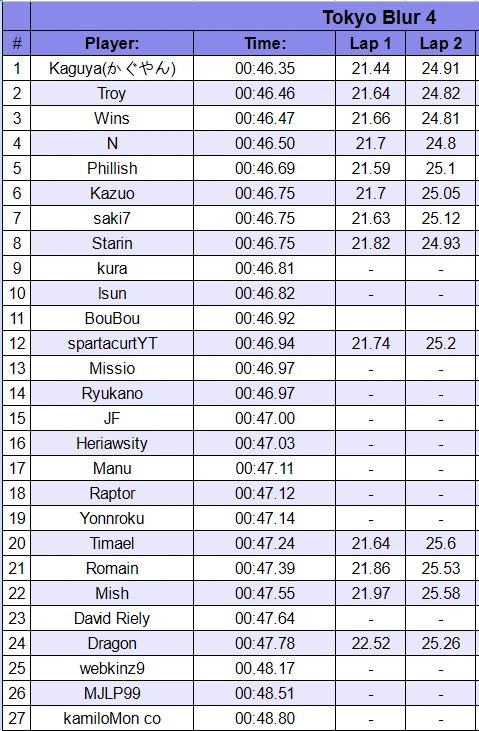 Tokyo Blur 4
# Player: Time: Lap 1 Lap 2
1 Kaguya(かぐやん) 00:46.35 21.44 24.91
2 Troy 00:46.46 21.64 24.82
3 Wins 00:46.47 21.66 24.81
4 N 00:46.50 21.7 24.8
5 Phillish 00:46.69 21.59 25.1
6 Kazuo 00:46.75 21.7 25.05
7 saki7 00:46.75 21.63 25.12
8 Starin 00:46.75 21.82 24.93
9 kura 00:46.81 - -
10 Isun 00:46.82 - -
11 BouBou 00:46.92
12 spartacurtYT 00:46.94 21.74 25.2
13 Missio 00:46.97 - -
14 Ryukano 00:46.97 - -
15 JF 00:47.00 - -
16 Heriawsity 00:47.03 - -
17 Manu 00:47.11 - -
18 Raptor 00:47.12 - -
19 Yonnroku 00:47.14 - -
20 Timael 00:47.24 21.64 25.6
21 Romain 00:47.39 21.86 25.53
22 Mish 00:47.55 21.97 25.58
23 David Riely 00:47.64 - -
24 Dragon 00:47.78 22.52 25.26
25 webkinz9 00:48.17 - -
26 MJLP99 00:48.51 - -
27 kamiloMon co 00:48.80 - -